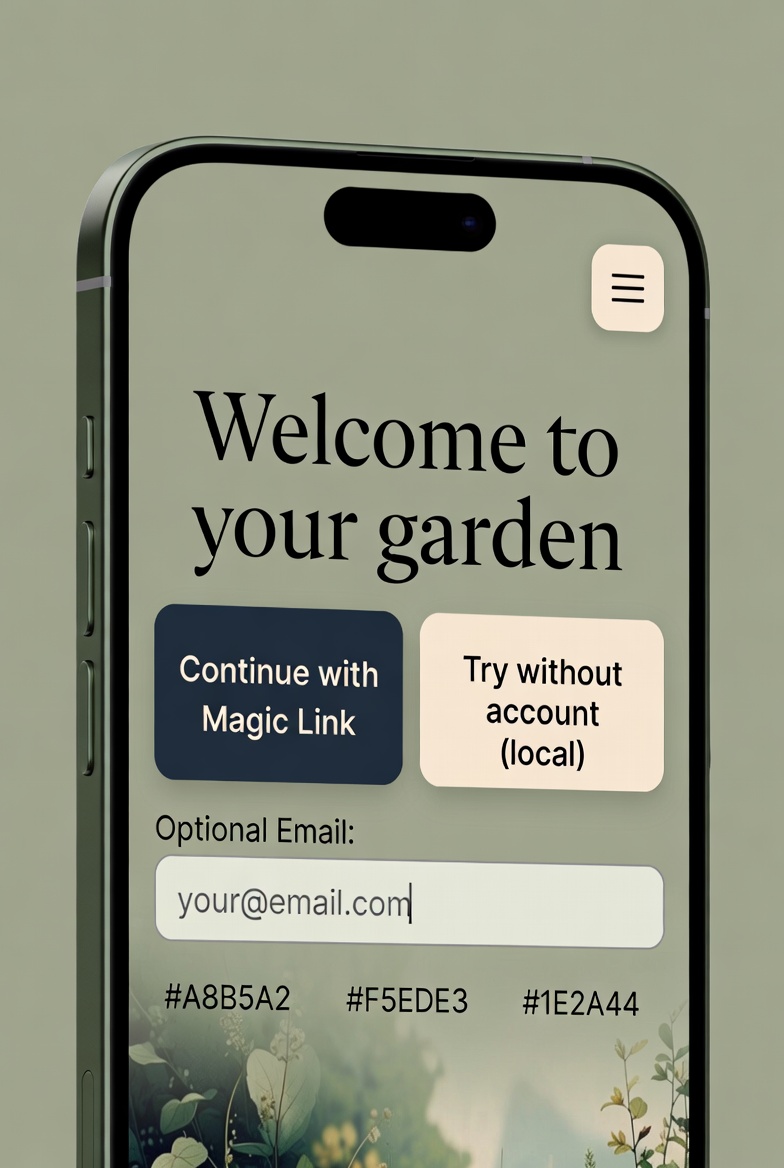 Welcome to
your garden
Continue with
Magic Link
Try without
account
(local)
Optional Email:
your@email.com
#A8B5A2 #F5EDE3 #1E2A44